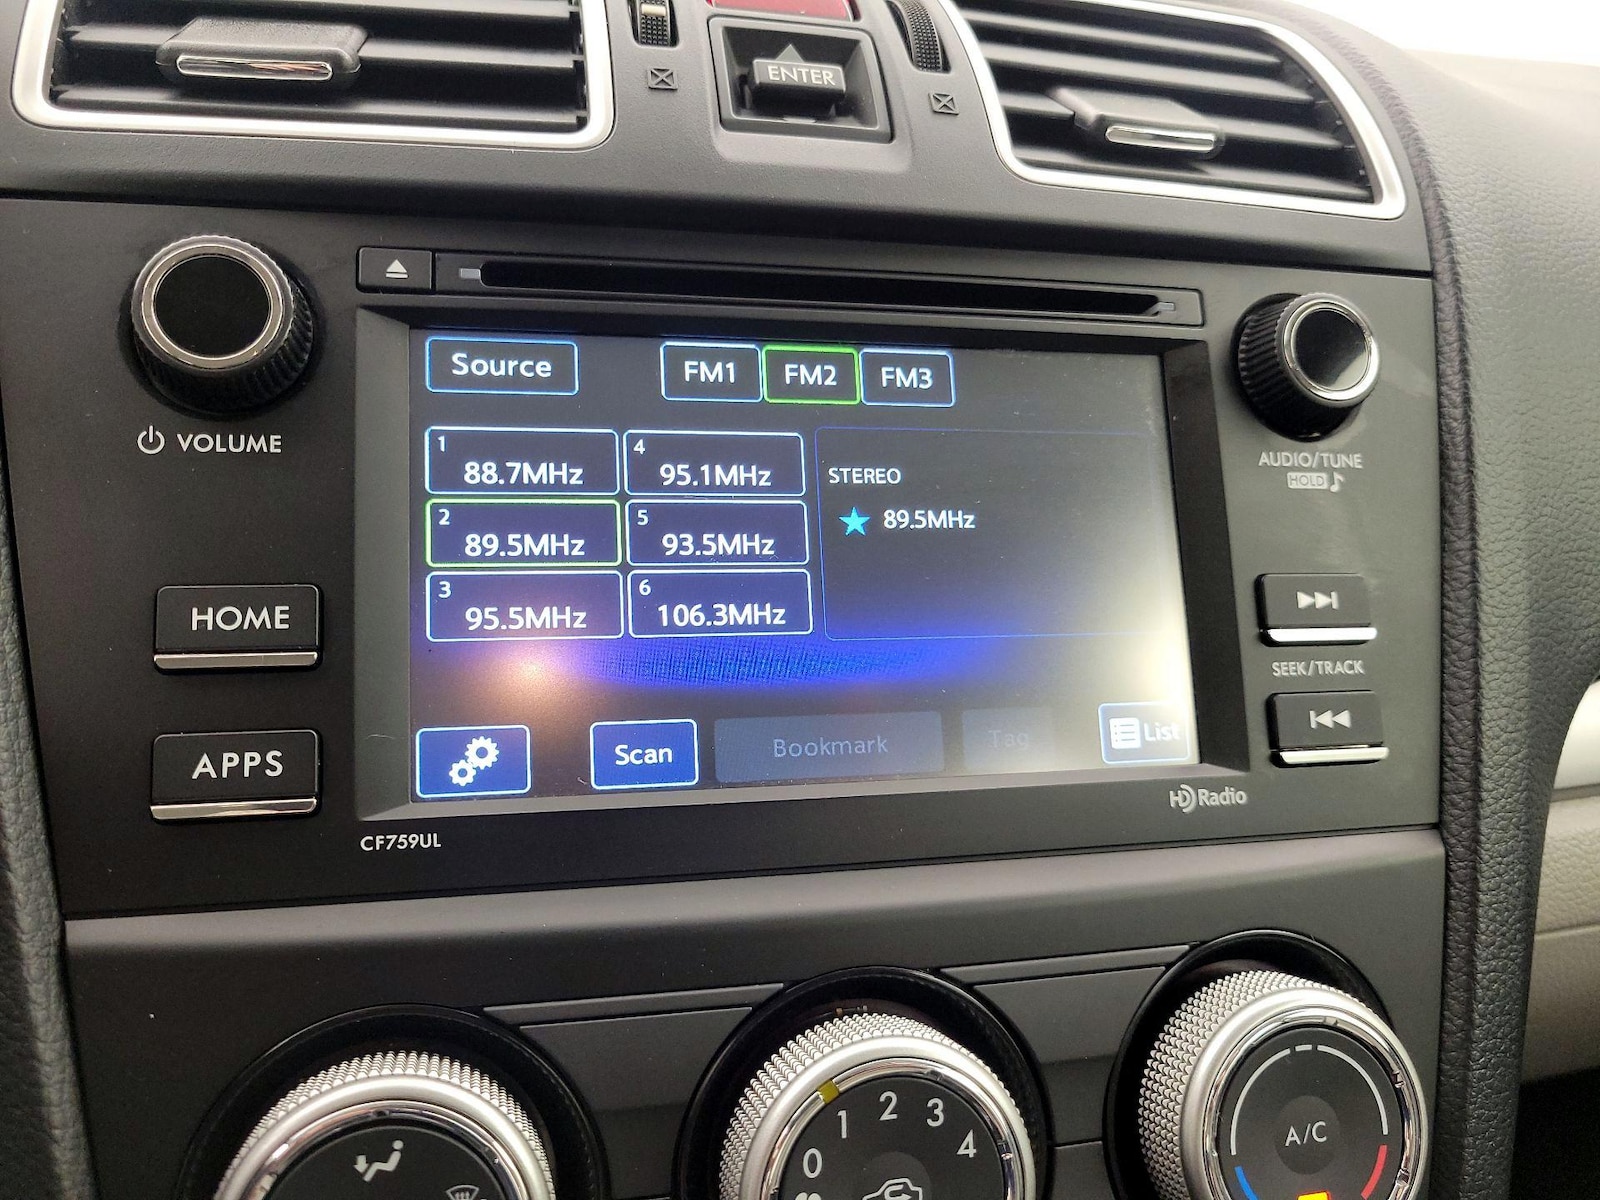 ENTER
VOLUME
AUDIO/TUNE
HOLD
Source
FM1 FM2 FM3
1 88.7MHz
2 89.5MHz
3 95.5MHz
4 95.1MHz
5 93.5MHz
6 106.3MHz
STEREO
89.5MHz
HOME
APPS
SEEK/TRACK
Scan
Bookmark
Tag
List
HD Radio
CF759UL
0 1 2 3 4
A/C